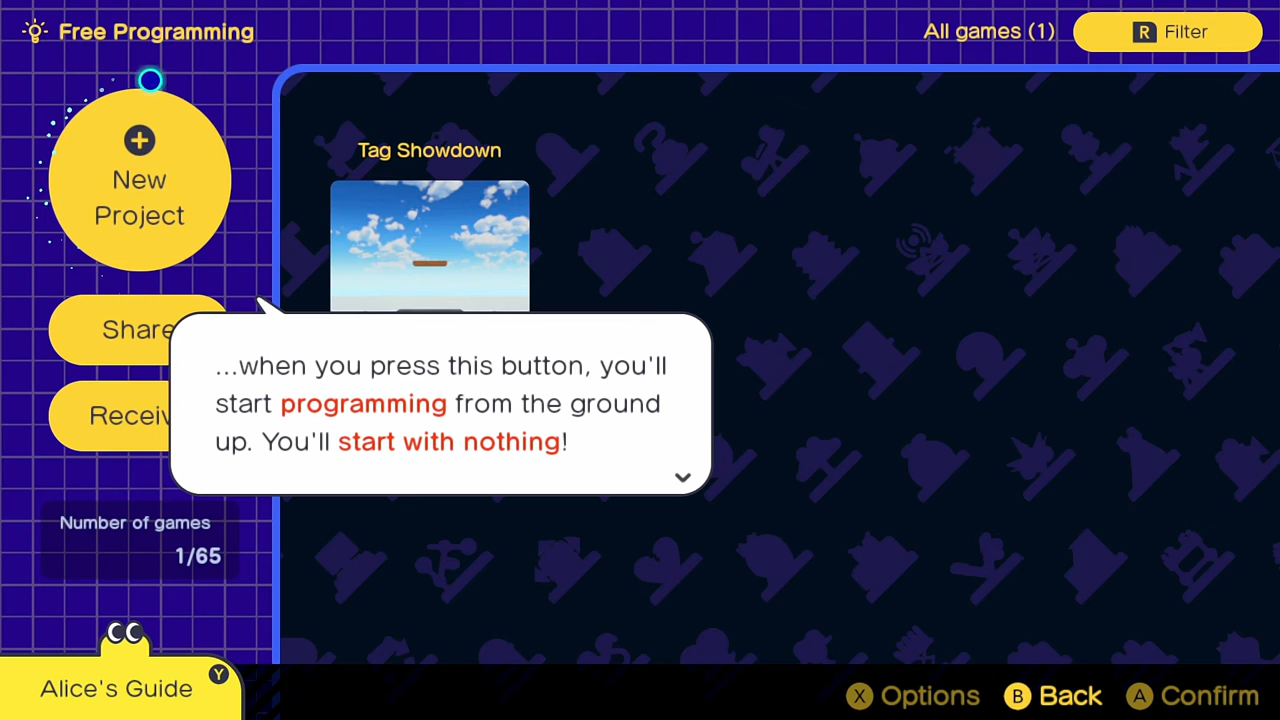 Free Programming
All games (1)
R Filter
New
Project
Tag Showdown
Share
Receiv
...when you press this button, you'll
start programming from the ground
up. You'll start with nothing!
Number of games
1/65
Alice's Guide
Y
X Options
B Back
A Confirm